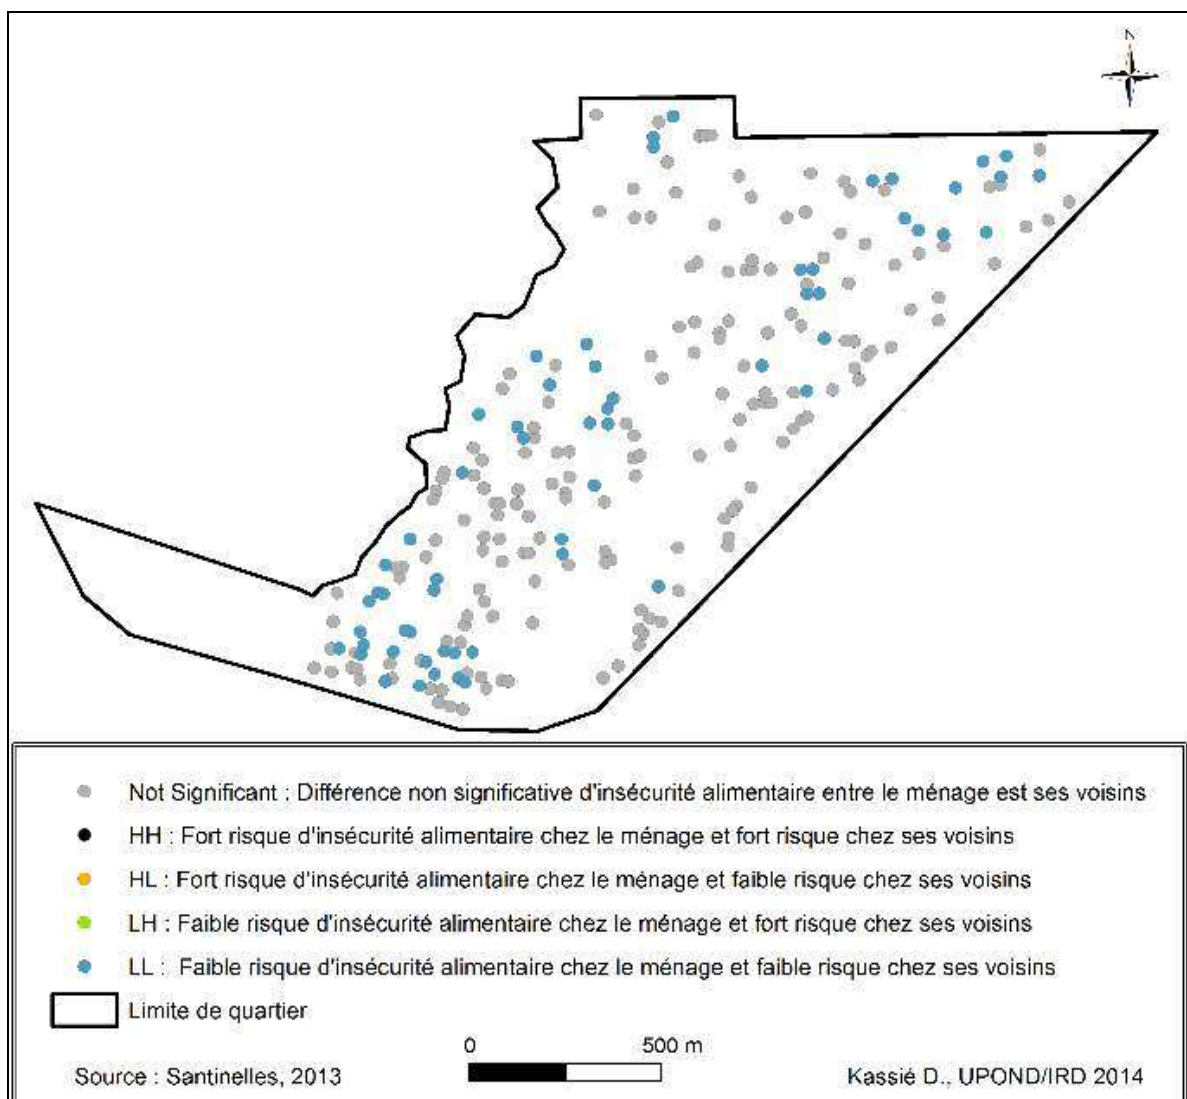 N
Not Significant : Différence non significative d'insécurité alimentaire entre le ménage est ses voisins
HH : Fort risque d'insécurité alimentaire chez le ménage et fort risque chez ses voisins
HL : Fort risque d'insécurité alimentaire chez le ménage et faible risque chez ses voisins
LH : Faible risque d'insécurité alimentaire chez le ménage et fort risque chez ses voisins
LL : Faible risque d'insécurité alimentaire chez le ménage et faible risque chez ses voisins
Limite de quartier
0 500 m
Source : Santinelles, 2013
Kassié D., UPOND/IRD 2014